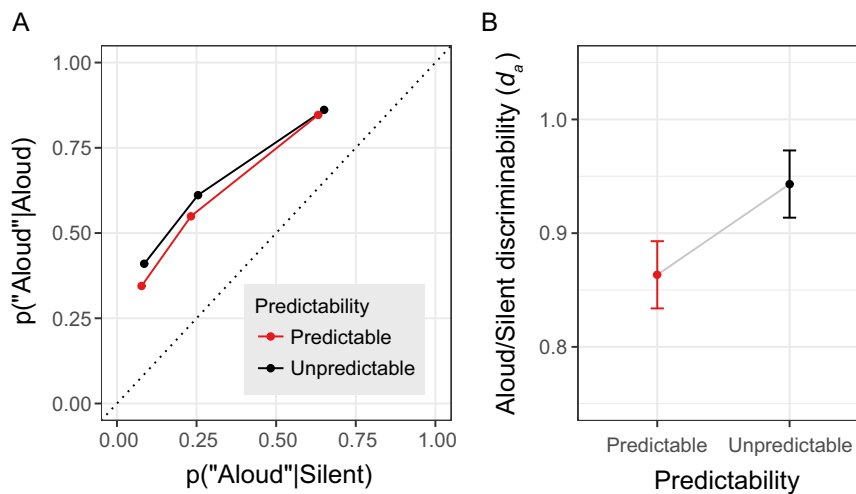 A
p("Aloud"|Aloud)
1.00
0.75
0.50
0.25
0.00
Predictability
Predictable
Unpredictable
0.00
0.25
0.50
0.75
1.00
p("Aloud"|Silent)
B
Aloud/Silent discriminability (d_a)
1.0
0.9
0.8
Predictable
Unpredictable
Predictability